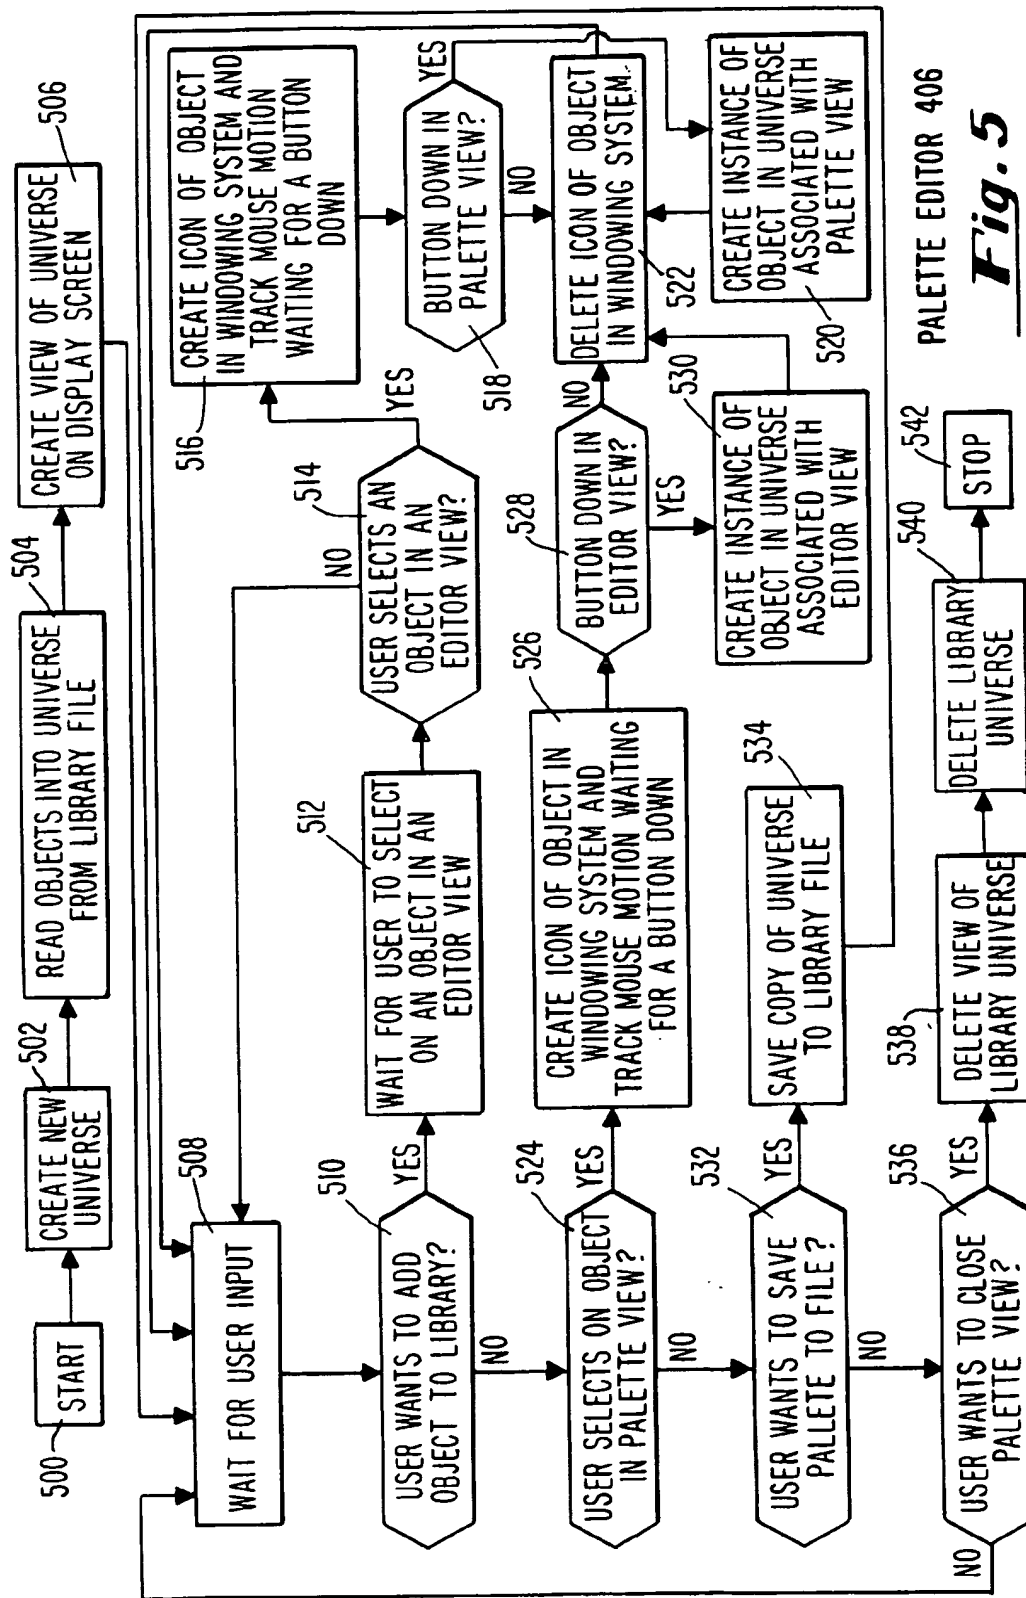 500
START
502
CREATE NEW
UNIVERSE
504
READ OBJECTS INTO UNIVERSE
FROM LIBRARY FILE
506
CREATE VIEW OF UNIVERSE
ON DISPLAY SCREEN
508
WAIT FOR USER INPUT
510
USER WANTS TO ADD
OBJECT TO LIBRARY?
YES
NO
512
WAIT FOR USER TO SELECT
ON AN OBJECT IN AN
EDITOR VIEW
514
USER SELECTS AN
OBJECT IN AN
EDITOR VIEW?
NO
YES
516
CREATE ICON OF OBJECT
IN WINDOWING SYSTEM AND
TRACK MOUSE MOTION
WAITING FOR A BUTTON
DOWN
518
BUTTON DOWN IN
PALETTE VIEW?
YES
NO
DELETE ICON OF OBJECT
IN WINDOWING SYSTEM.
522
CREATE INSTANCE OF
OBJECT IN UNIVERSE
ASSOCIATED WITH
PALETTE VIEW
520
524
USER SELECTS ON OBJECT
IN PALETTE VIEW?
YES
NO
526
CREATE ICON OF OBJECT IN
WINDOWING SYSTEM AND
TRACK MOUSE MOTION WAITING
FOR A BUTTON DOWN
528
BUTTON DOWN IN
EDITOR VIEW?
NO
YES
530
CREATE INSTANCE OF
OBJECT IN UNIVERSE
ASSOCIATED WITH
EDITOR VIEW
532
USER WANTS TO SAVE
PALLETE TO FILE?
YES
NO
534
SAVE COPY OF UNIVERSE
TO LIBRARY FILE
536
USER WANTS TO CLOSE
PALETTE VIEW?
YES
NO
538
DELETE VIEW OF
LIBRARY UNIVERSE
540
DELETE LIBRARY
UNIVERSE
542
STOP
PALETTE EDITOR 406
Fig. 5